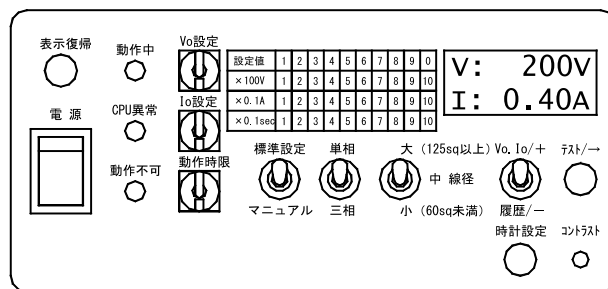 表示復帰
動作中
Vo設定
設定値 1 2 3 4 5 6 7 8 9 0
×100V 1 2 3 4 5 6 7 8 9 10
×0.1A 1 2 3 4 5 6 7 8 9 10
×0.1sec 1 2 3 4 5 6 7 8 9 10
V: 200V
I: 0.40A
電源
CPU異常
Io設定
動作不可
動作時限
標準設定
マニュアル
単相
三相
大 (125sq以上)
中 線径
小 (60sq未満)
Vo. Io/+
履歴/−
テスト/→
時計設定
コントラスト